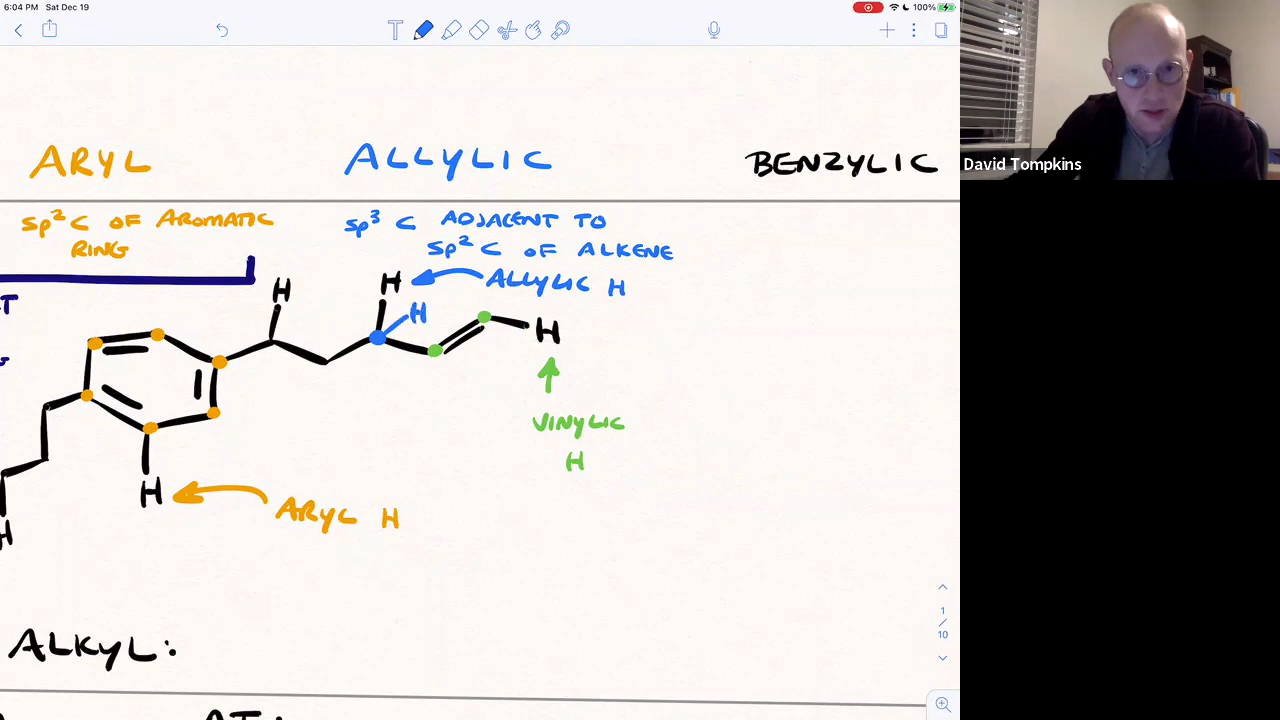 6:04 PM Sat Dec 19
100%
T
ARYL
ALLYLIC
BENZYLIC
David Tompkins
sp² C OF AROMATIC
RING
sp³ C ADJACENT TO
sp² C OF ALKENE
T
H
H
ALLYLIC H
H
H
VINYLIC
H
H
ARYL H
H
1
/
10
ALKYL: